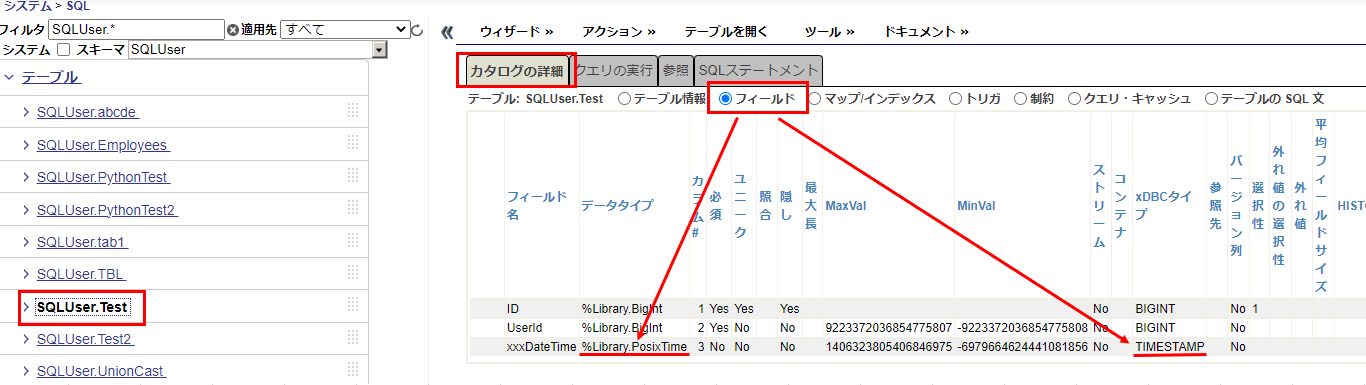 システム > SQL
フィルタ SQLUser.* 適用先 すべて
システム スキーマ SQLUser
テーブル
SQLUser.abcde
SQLUser.Employees
SQLUser.PythonTest
SQLUser.PythonTest2
SQLUser.tab1
SQLUser.TBL
SQLUser.Test
SQLUser.Test2
SQLUser.UnionCast
ウィザード » アクション » テーブルを開く ツール » ドキュメント »
カタログの詳細 クエリの実行 参照 SQLステートメント
テーブル: SQLUser.Test テーブル情報 フィールド マップ/インデックス トリガ 制約 クエリ・キャッシュ テーブルの SQL 文
フィールド名 データタイプ カラム# 必須 ユニーク 照合 隠し 最大長 MaxVal MinVal ストリーム コンテナ xDBCタイプ 参照先 バージョン列 選択性 外れ値の選択性 外れ値 平均フィールドサイズ HISTO
ID %Library.BigInt 1 Yes Yes Yes No BIGINT No 1
UserId %Library.BigInt 2 Yes No No 9223372036854775807 -9223372036854775808 No BIGINT No
xxxDateTime %Library.PosixTime 3 No No No 1406323805406846975 -6979664624441081856 No TIMESTAMP No